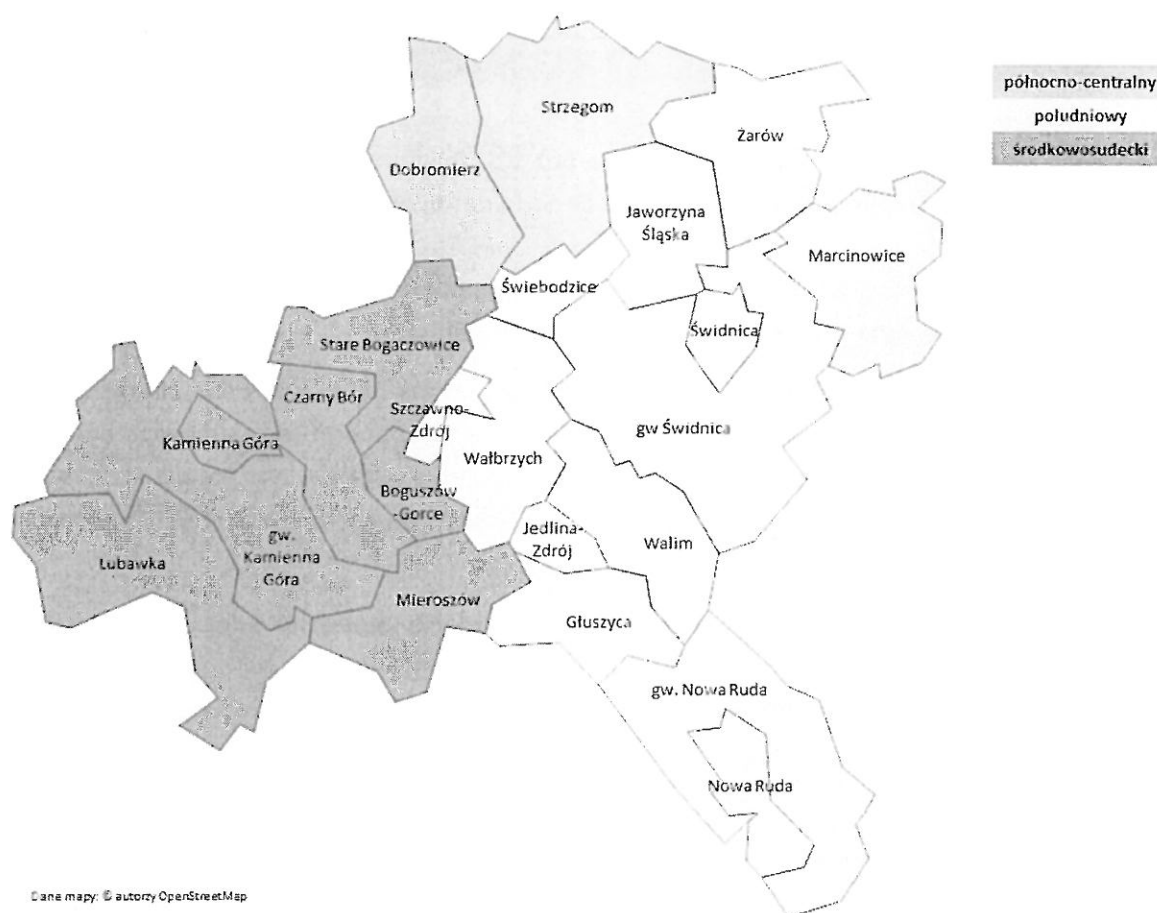 północno-centralny
południowy
środkowosudecki
Strzegom
Żarów
Dobromierz
Jaworzyna
Śląska
Marcinowice
Świebodzice
Świdnica
Stare Bogaczowice
Czarny Bór
Szczawno-
Zdrój
gw Świdnica
Kamienna Góra
Wałbrzych
Boguszów
-Gorce
Jedlina-
Zdrój
Walim
gw.
Kamienna
Góra
Lubawka
Mieroszów
Głuszyca
gw. Nowa Ruda
Nowa Ruda
Dane mapy: © autorzy OpenStreetMap